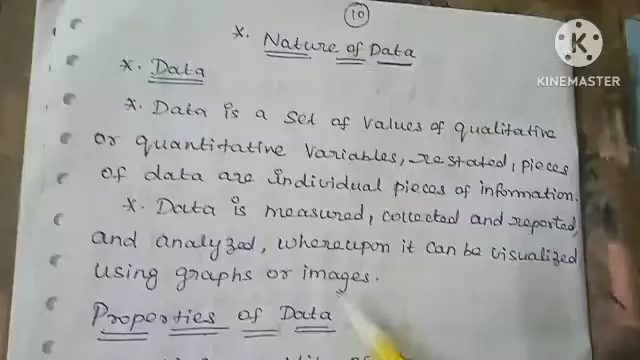 10
* Nature of Data
K
KINEMASTER
* Data
* Data is a set of values of qualitative
or quantitative variables, restated, pieces
of data are individual pieces of information.
* Data is measured, collected and reported,
and analyzed, whereupon it can be visualized
using graphs or images.
Properties of Data